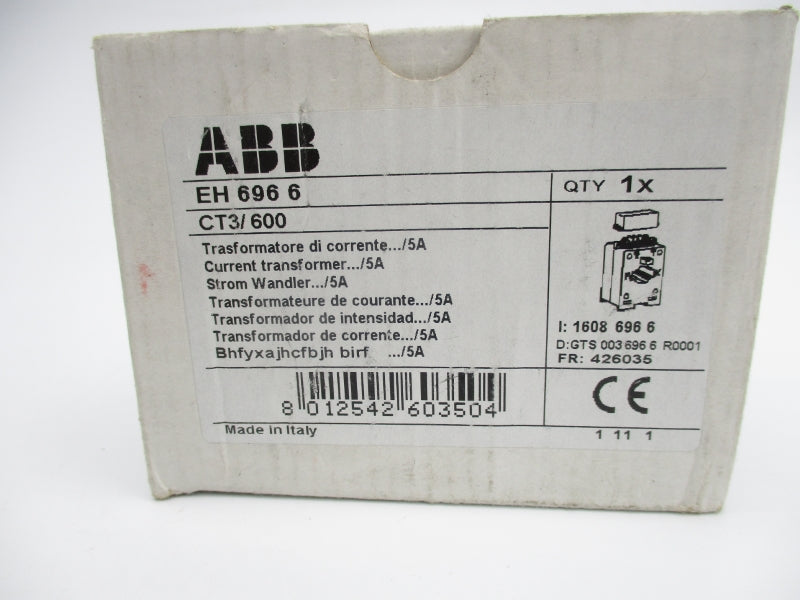 ABB
EH 696 6
QTY 1x
CT3/ 600
Trasformatore di corrente.../5A
Current transformer.../5A
Strom Wandler.../5A
Transformateure de courante.../5A
Transformador de intensidad.../5A
Transformador de corrente.../5A
Bhfyxajhcfbjh birf .../5A
I: 1608 696 6
D:GTS 003 696 6 R0001
FR: 426035
8 012542 603504
CE
Made in Italy
1 11 1